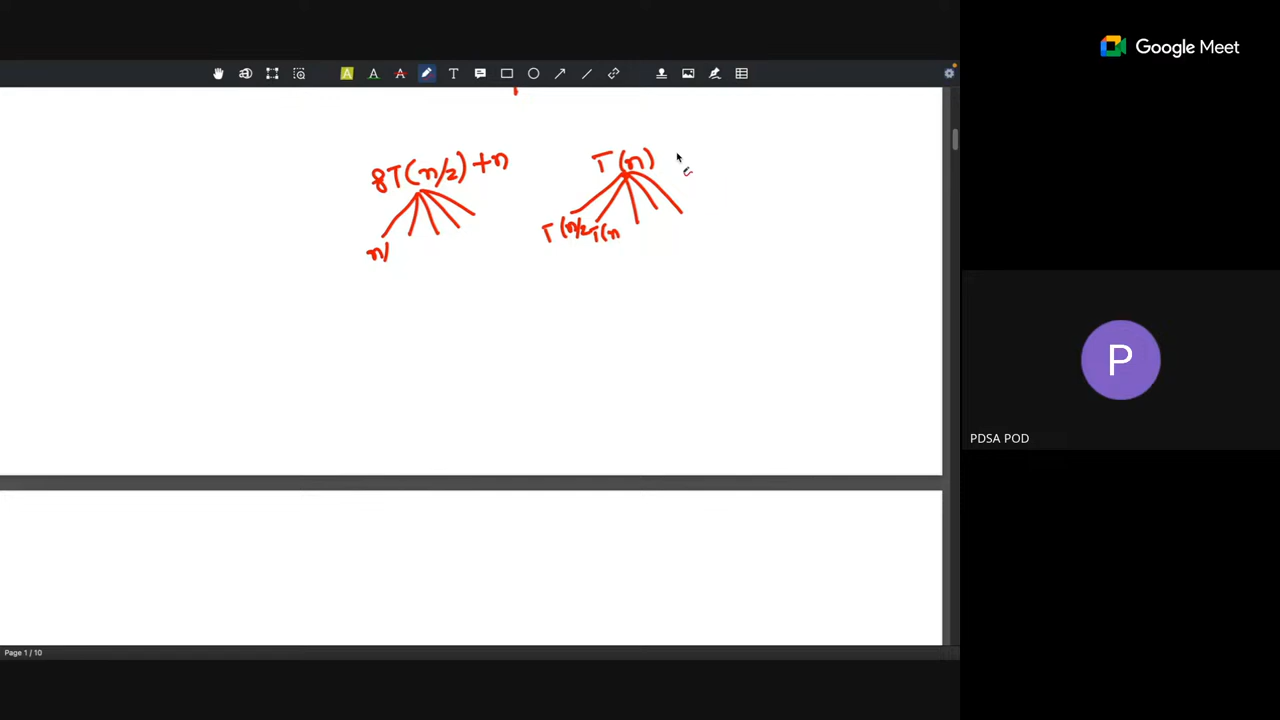 Google Meet
8T(n/2)+n
T(n)
T(n/2 T(n
n/
PDSA POD
P
Page 1 / 10